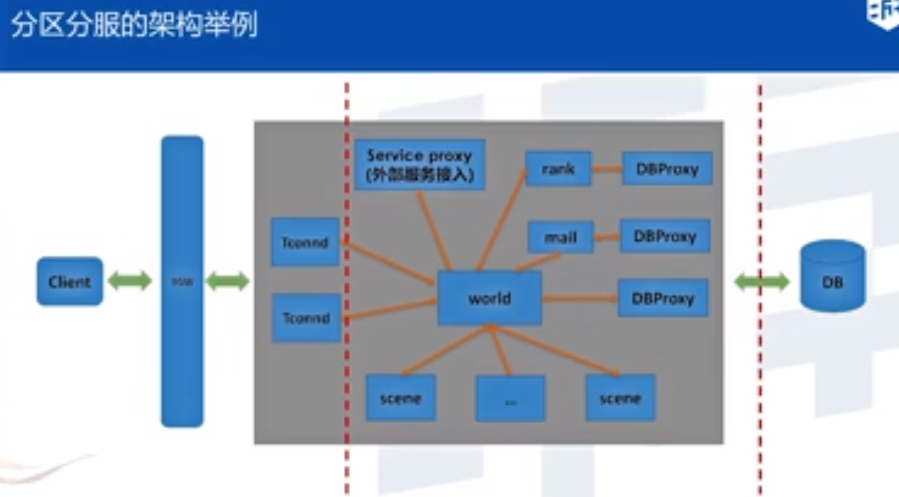 分区分服的架构举例
Service proxy
(外部服务接入)
rank
DBProxy
mail
DBProxy
Tconnd
Client
world
DBProxy
DB
Tconnd
scene
...
scene